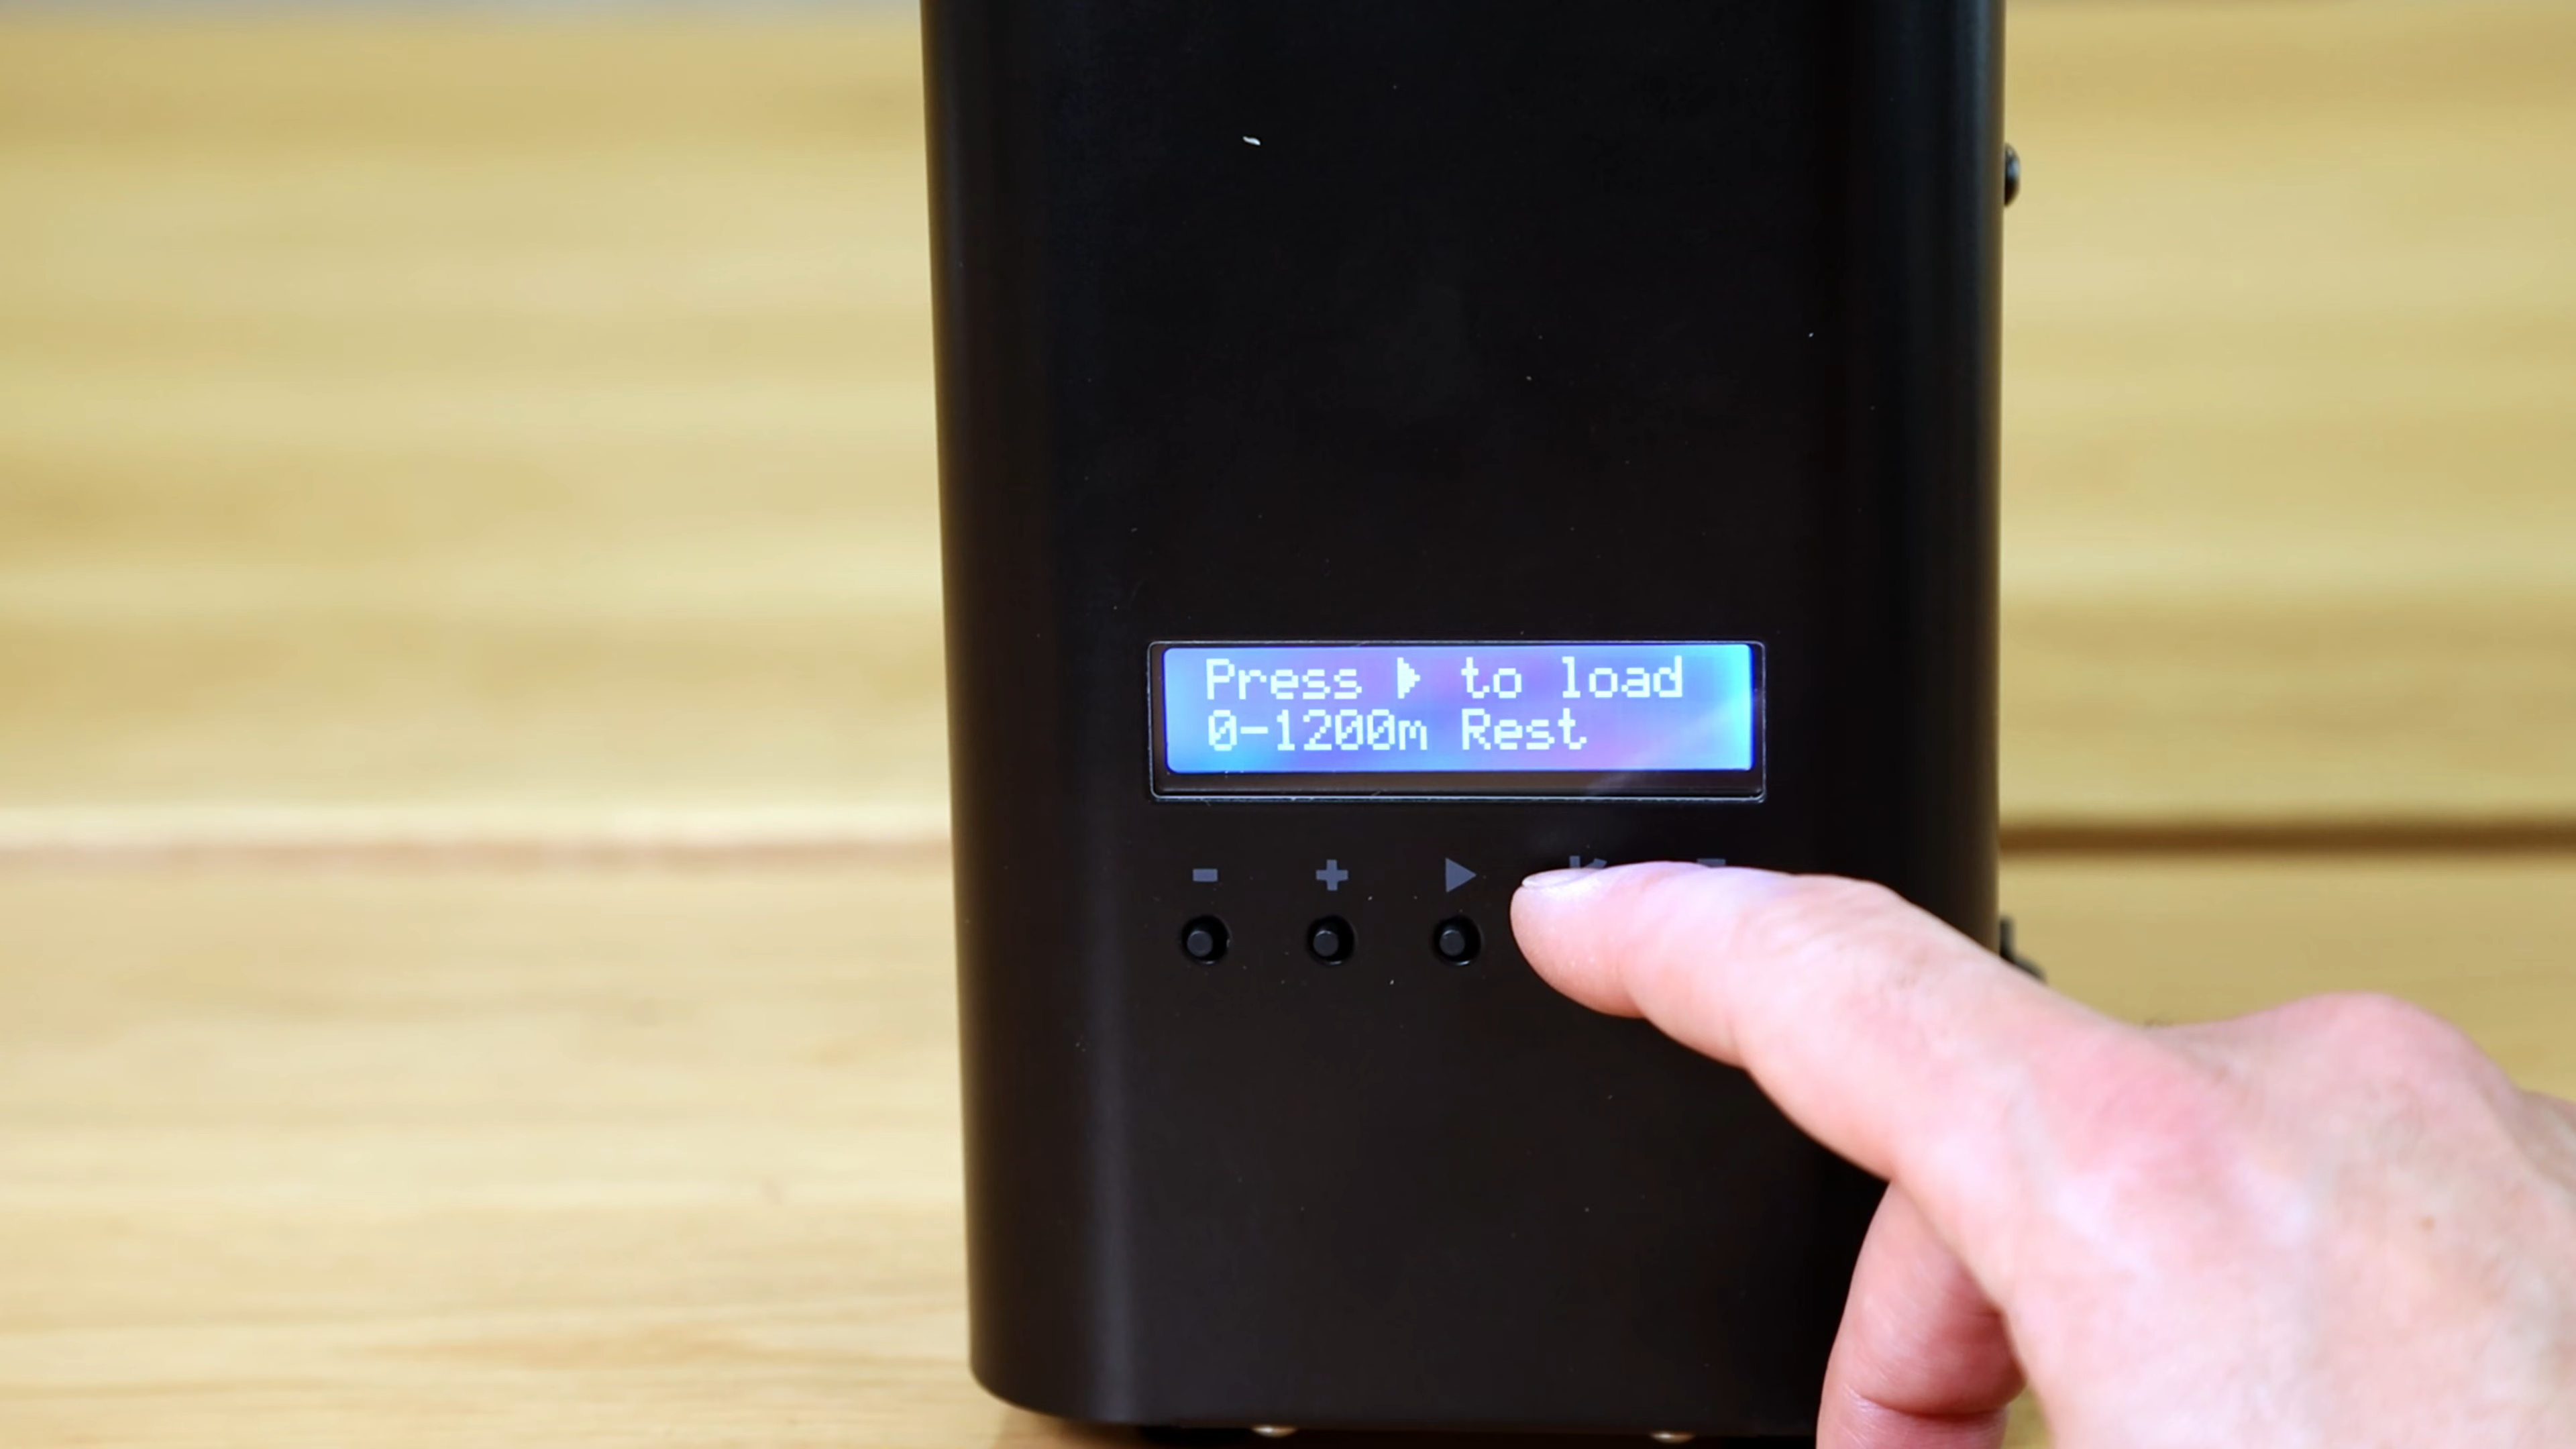 Press ▶ to load
0-1200m Rest
- + ▶